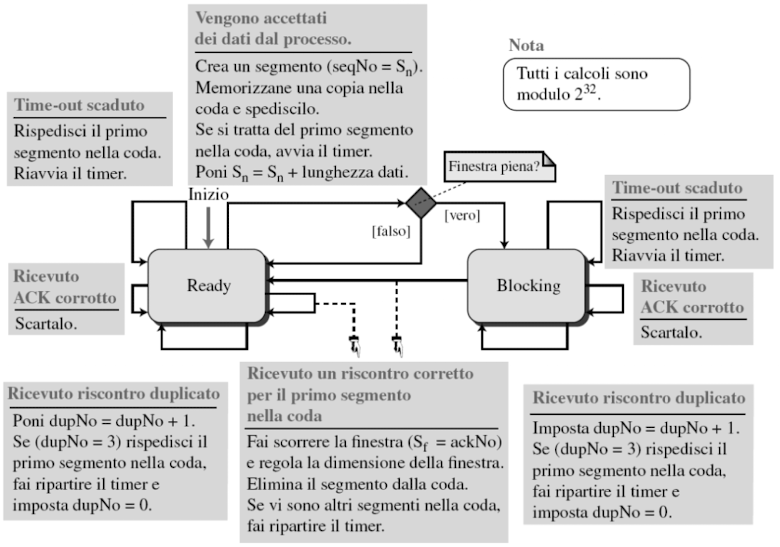 Vengono accettati
dei dati dal processo.
Crea un segmento (seqNo = Sn).
Memorizzane una copia nella
coda e spediscilo.
Se si tratta del primo segmento
nella coda, avvia il timer.
Poni Sn = Sn + lunghezza dati.
Nota
Tutti i calcoli sono
modulo 2^32.
Time-out scaduto
Rispedisci il primo
segmento nella coda.
Riavvia il timer.
Finestra piena?
Inizio
[falso]
[vero]
Time-out scaduto
Rispedisci il primo
segmento nella coda.
Riavvia il timer.
Ricevuto
ACK corrotto
Scartalo.
Ready
Blocking
Ricevuto
ACK corrotto
Scartalo.
Ricevuto riscontro duplicato
Poni dupNo = dupNo + 1.
Se (dupNo = 3) rispedisci il
primo segmento nella coda,
fai ripartire il timer e
imposta dupNo = 0.
Ricevuto un riscontro corretto
per il primo segmento
nella coda
Fai scorrere la finestra (Sf = ackNo)
e regola la dimensione della finestra.
Elimina il segmento dalla coda.
Se vi sono altri segmenti nella coda,
fai ripartire il timer.
Ricevuto riscontro duplicato
Imposta dupNo = dupNo + 1.
Se (dupNo = 3) rispedisci il
primo segmento nella coda,
fai ripartire il timer e
imposta dupNo = 0.